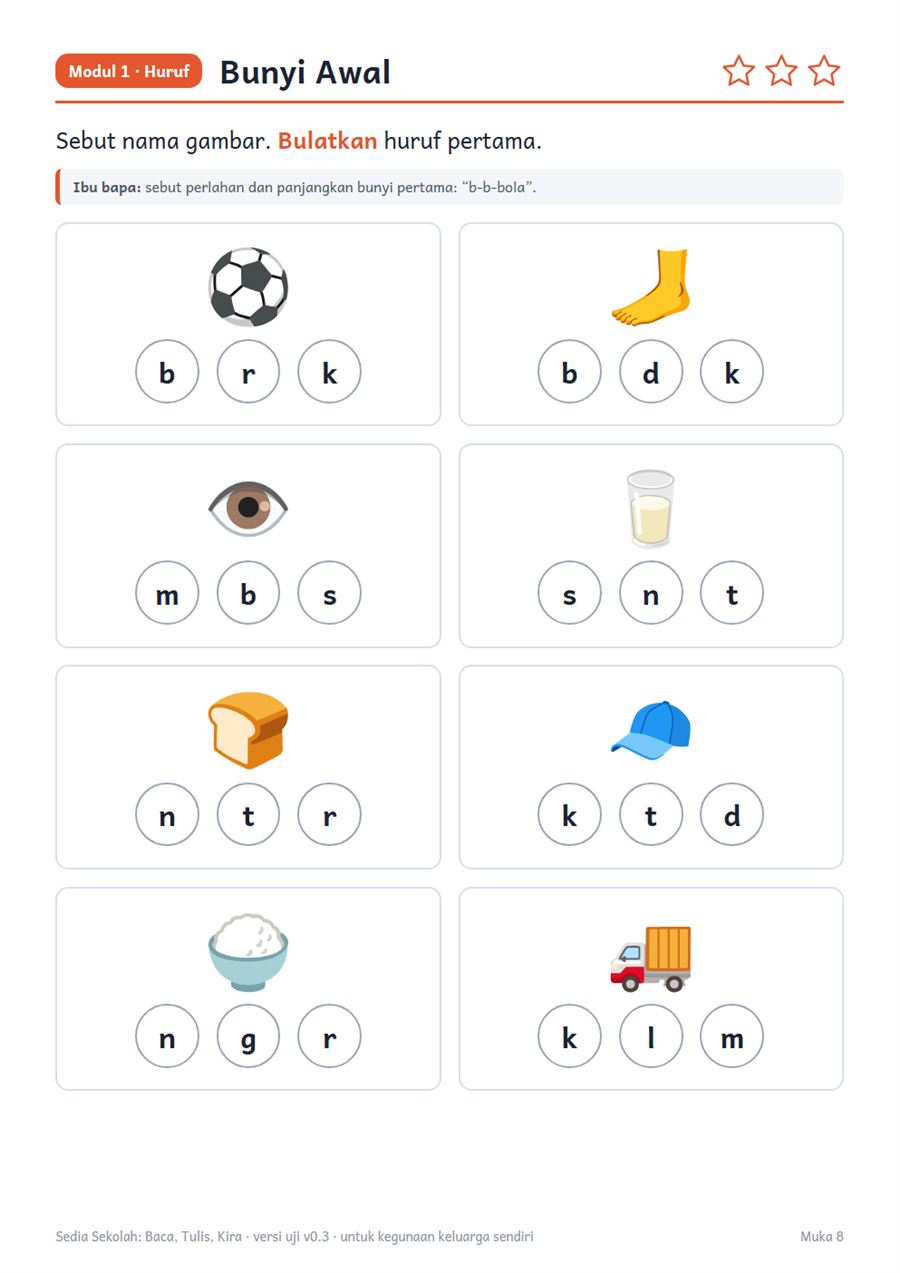 Modul 1 · Huruf
Bunyi Awal
Sebut nama gambar. Bulatkan huruf pertama.
Ibu bapa: sebut perlahan dan panjangkan bunyi pertama: “b-b-bola”.
b r k
b d k
m b s
s n t
n t r
k t d
n g r
k l m
Sedia Sekolah: Baca, Tulis, Kira · versi uji v0.3 · untuk kegunaan keluarga sendiri
Muka 8